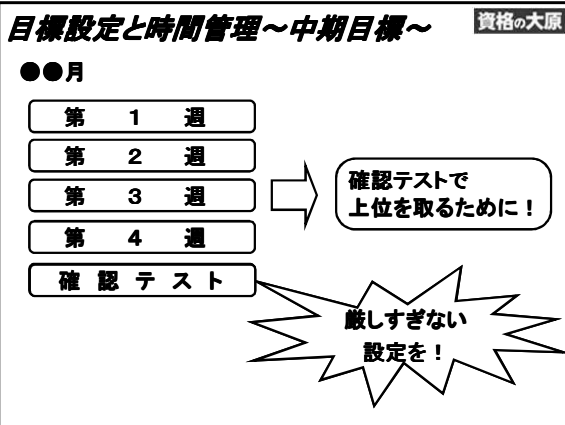 目標設定と時間管理～中期目標～
資格の大原
●●月
第 1 週
第 2 週
第 3 週
第 4 週
確 認 テ ス ト
確認テストで
上位を取るために！
厳しすぎない
設定を！